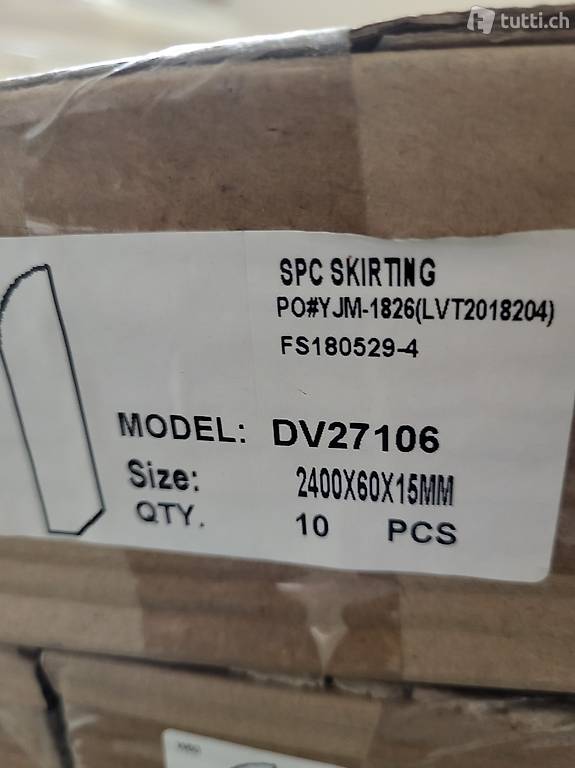 tutti.ch
SPC SKIRTING
PO#YJM-1826(LVT2018204)
FS180529-4
MODEL: DV27106
Size: 2400X60X15MM
QTY. 10 PCS